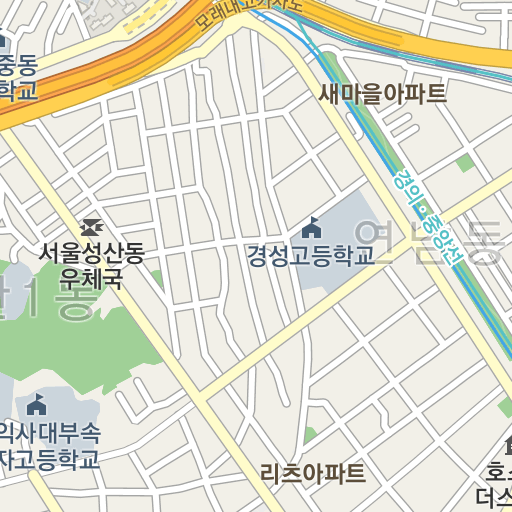 모래내고가차도
중동
학교
새마을아파트
경의·중앙선
서울성산동
우체국
경성고등학교
연남동
산1동
익사대부속
자고등학교
리츠아파트
호스
더스